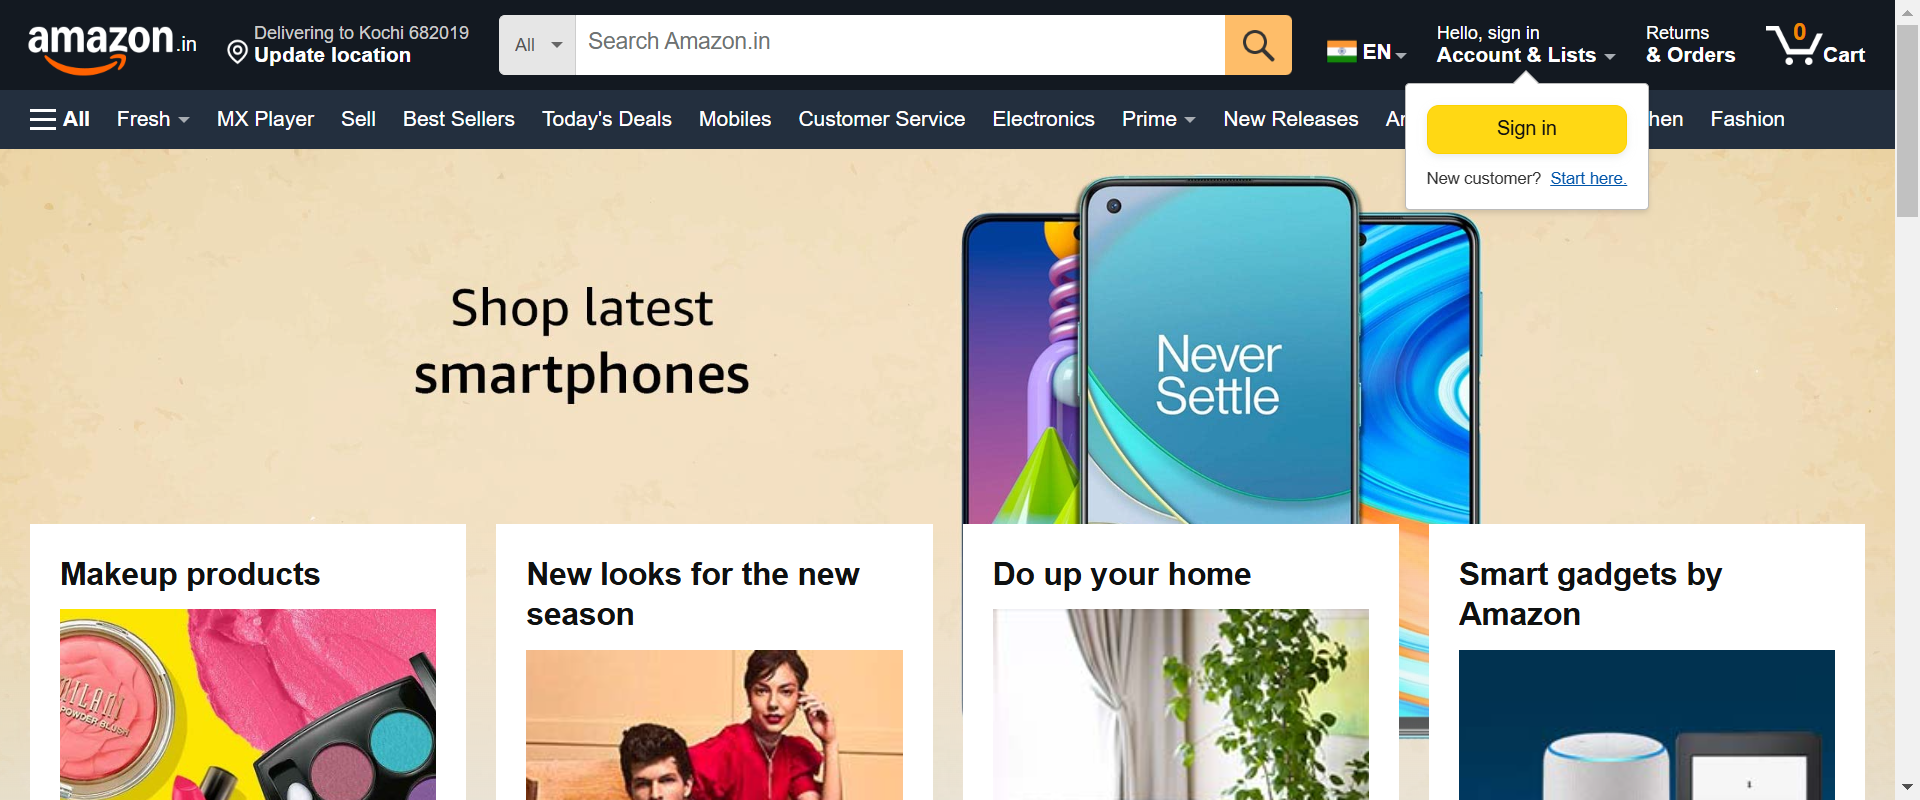 amazon.in
Delivering to Kochi 682019
Update location
All
Search Amazon.in
EN
Hello, sign in
Account & Lists
Returns
& Orders
0
Cart
All
Fresh
MX Player
Sell
Best Sellers
Today's Deals
Mobiles
Customer Service
Electronics
Prime
New Releases
hen
Fashion
Sign in
New customer? Start here.
Shop latest
smartphones
Never
Settle
Makeup products
New looks for the new
season
Do up your home
Smart gadgets by
Amazon
MILANI
POWDER BLUSH